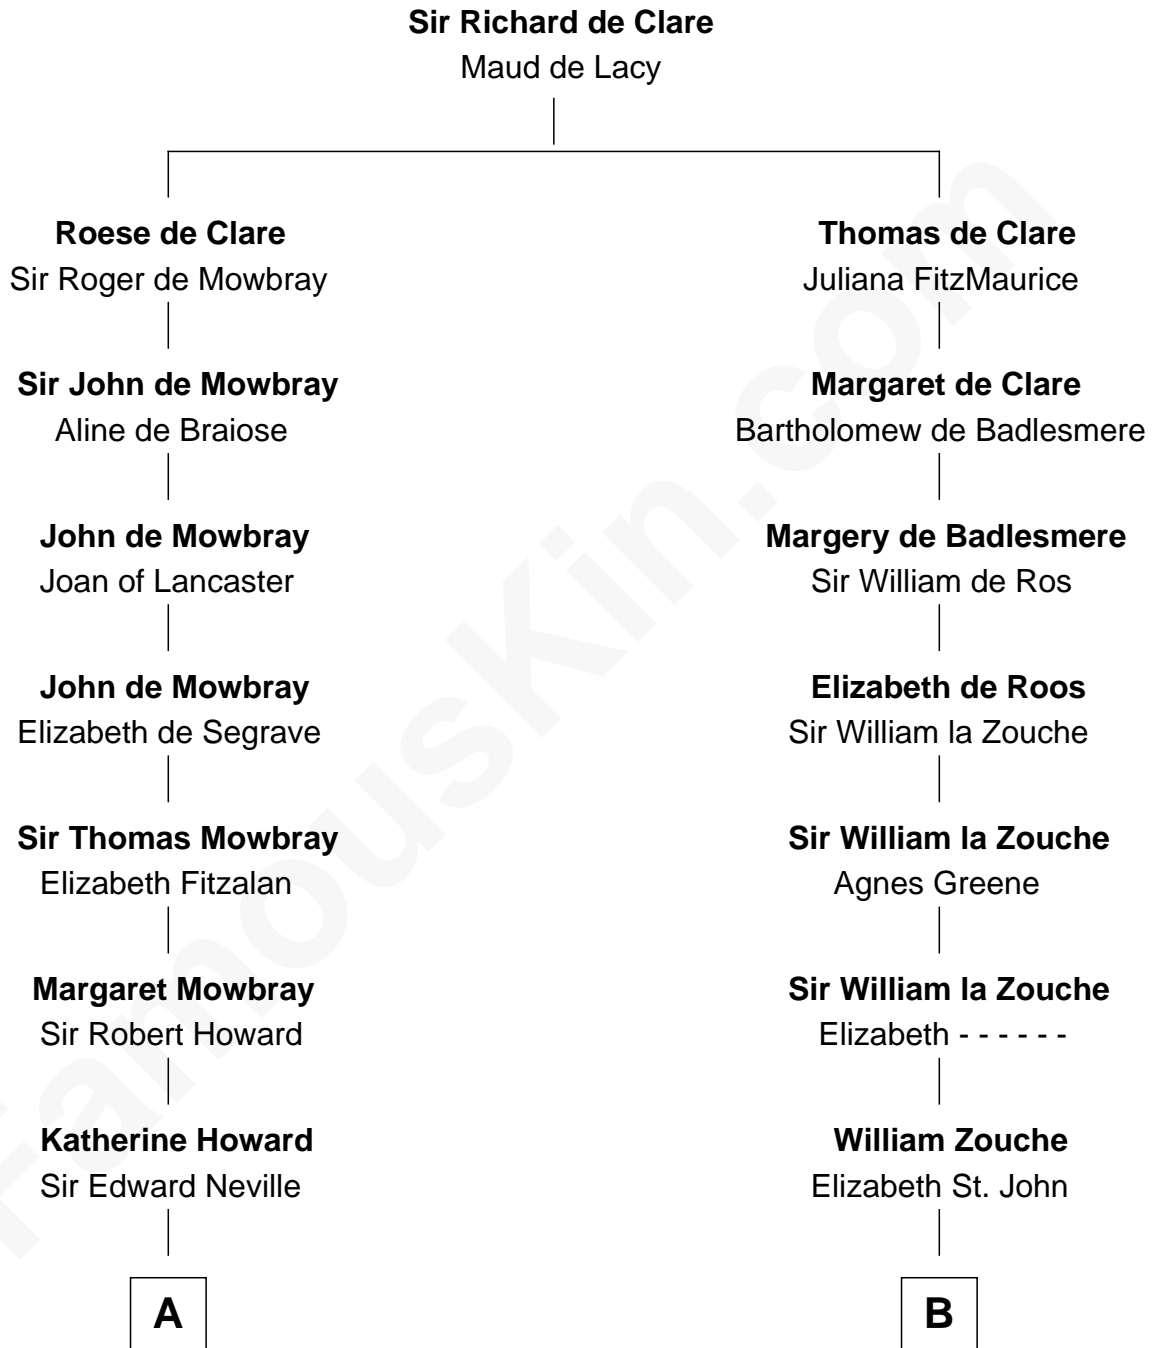 Sir Richard de Clare
Maud de Lacy
Roese de Clare
Sir Roger de Mowbray
Thomas de Clare
Juliana FitzMaurice
Sir John de Mowbray
Aline de Braiose
Margaret de Clare
Bartholomew de Badlesmere
John de Mowbray
Joan of Lancaster
Margery de Badlesmere
Sir William de Ros
John de Mowbray
Elizabeth de Segrave
Elizabeth de Roos
Sir William la Zouche
Sir Thomas Mowbray
Elizabeth Fitzalan
Sir William la Zouche
Agnes Greene
Margaret Mowbray
Sir Robert Howard
Sir William la Zouche
Elizabeth - - - - - -
Katherine Howard
Sir Edward Neville
William Zouche
Elizabeth St. John
A
B
FamousKin.com